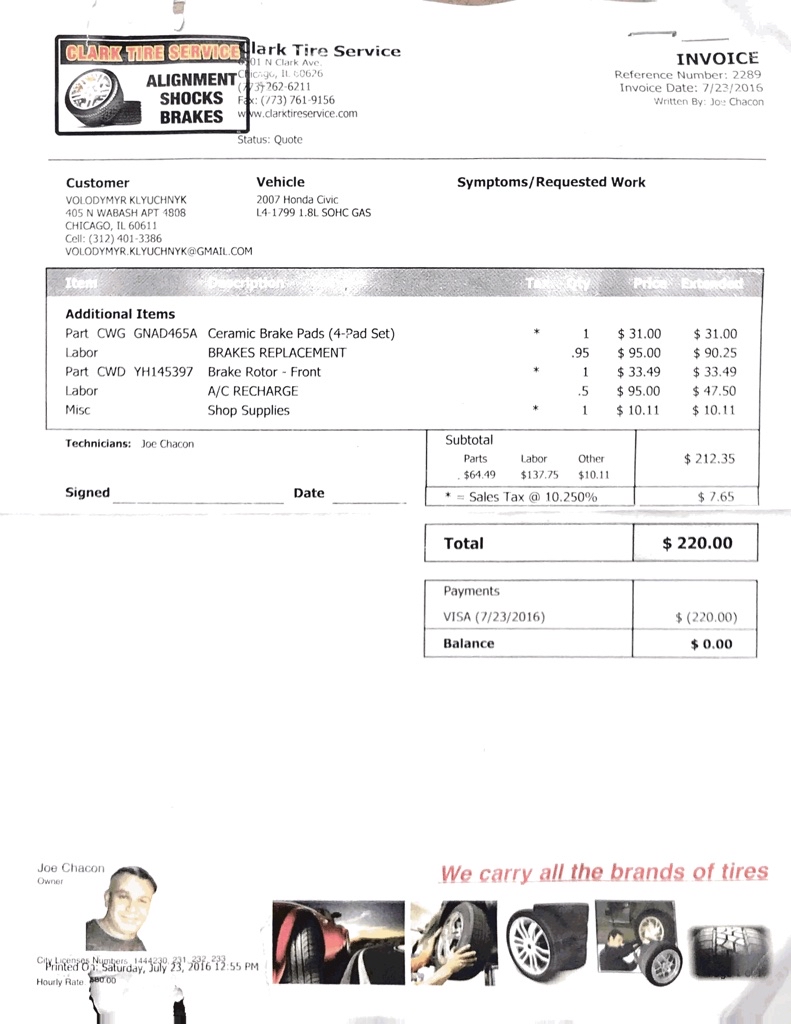 CLARK TIRE SERVICE
ALIGNMENT
SHOCKS
BRAKES
Clark Tire Service
N Clark Ave.
Chicago, IL 60626
(773) 262-6211
Fax: (773) 761-9156
www.clarktireservice.com
Status: Quote
INVOICE
Reference Number: 2289
Invoice Date: 7/23/2016
Written By: Joe Chacon
Customer
VOLODYMYR KLYUCHNYK
405 N WABASH APT 4808
CHICAGO, IL 60611
Cell: (312) 401-3386
VOLODYMYR.KLYUCHNYK@GMAIL.COM
Vehicle
2007 Honda Civic
L4-1799 1.8L SOHC GAS
Symptoms/Requested Work
Item Description Tax Qty Price Extended
Additional Items
Part CWG GNAD465A Ceramic Brake Pads (4-Pad Set) * 1 $ 31.00 $ 31.00
Labor BRAKES REPLACEMENT .95 $ 95.00 $ 90.25
Part CWD YH145397 Brake Rotor - Front * 1 $ 33.49 $ 33.49
Labor A/C RECHARGE .5 $ 95.00 $ 47.50
Misc Shop Supplies * 1 $ 10.11 $ 10.11
Technicians: Joe Chacon
Signed Date
Subtotal
Parts Labor Other
$64.49 $137.75 $10.11
$ 212.35
* = Sales Tax @ 10.250% $ 7.65
Total $ 220.00
Payments
VISA (7/23/2016) $ (220.00)
Balance $ 0.00
Joe Chacon
Owner
We carry all the brands of tires
City Licenses Numbers 1444230, 231, 232, 233
Printed On: Saturday, July 23, 2016 12:55 PM
Hourly Rate